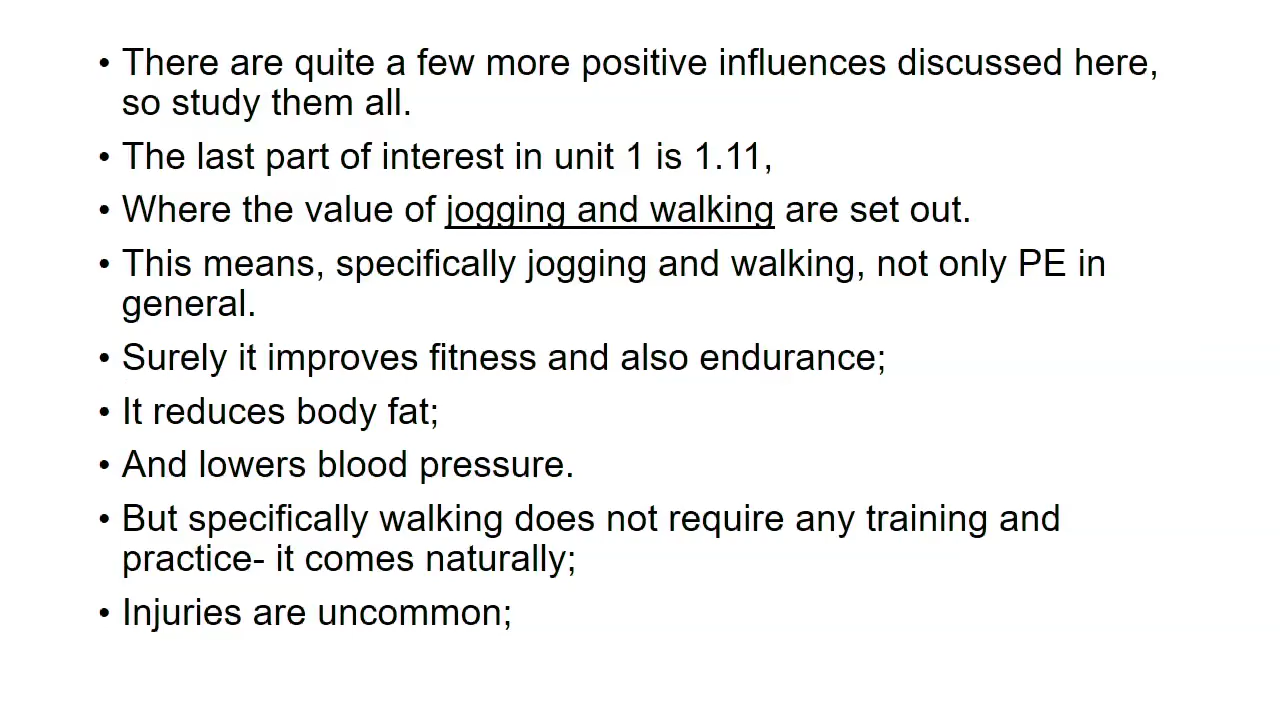 • There are quite a few more positive influences discussed here,
so study them all.
• The last part of interest in unit 1 is 1.11,
• Where the value of jogging and walking are set out.
• This means, specifically jogging and walking, not only PE in
general.
• Surely it improves fitness and also endurance;
• It reduces body fat;
• And lowers blood pressure.
• But specifically walking does not require any training and
practice- it comes naturally;
• Injuries are uncommon;